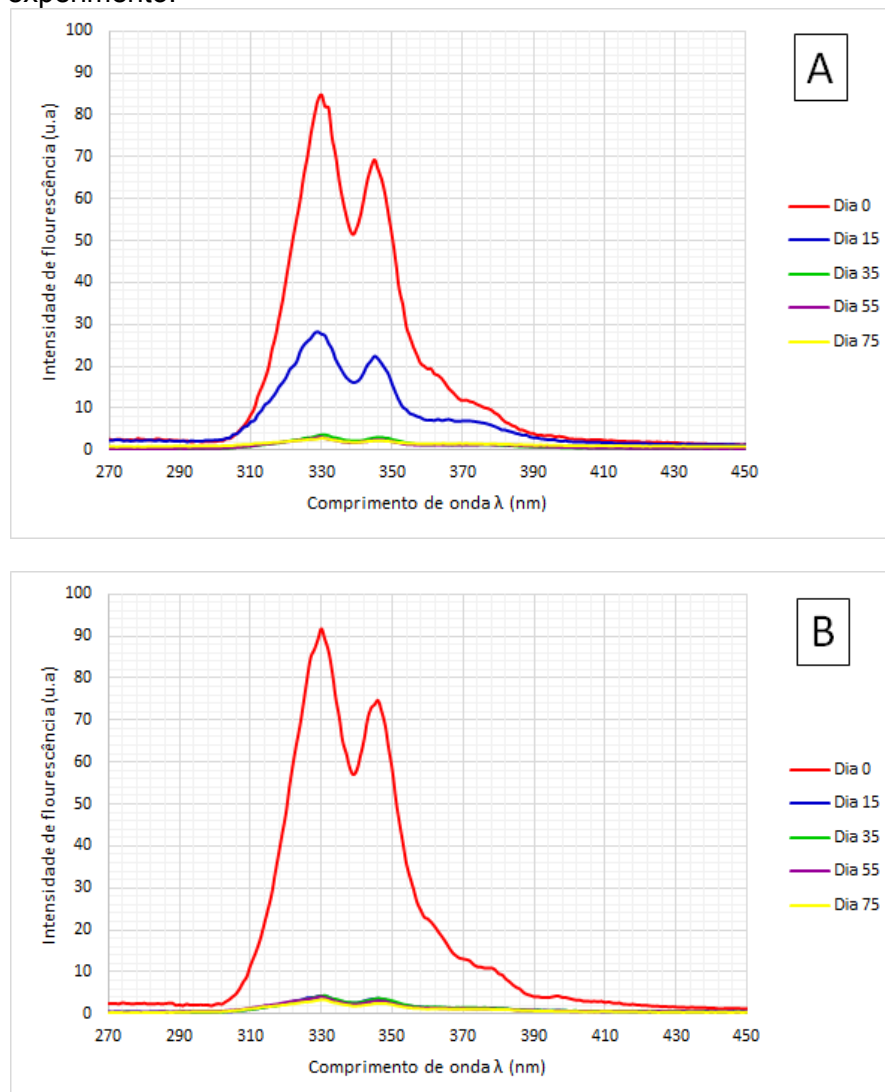 experimento.
A
Intensidade de flourescência (u.a)
100
90
80
70
60
50
40
30
20
10
0
270 290 310 330 350 370 390 410 430 450
Comprimento de onda λ (nm)
Dia 0
Dia 15
Dia 35
Dia 55
Dia 75
B
Intensidade de flourescência (u.a)
100
90
80
70
60
50
40
30
20
10
0
270 290 310 330 350 370 390 410 430 450
Comprimento de onda λ (nm)
Dia 0
Dia 15
Dia 35
Dia 55
Dia 75